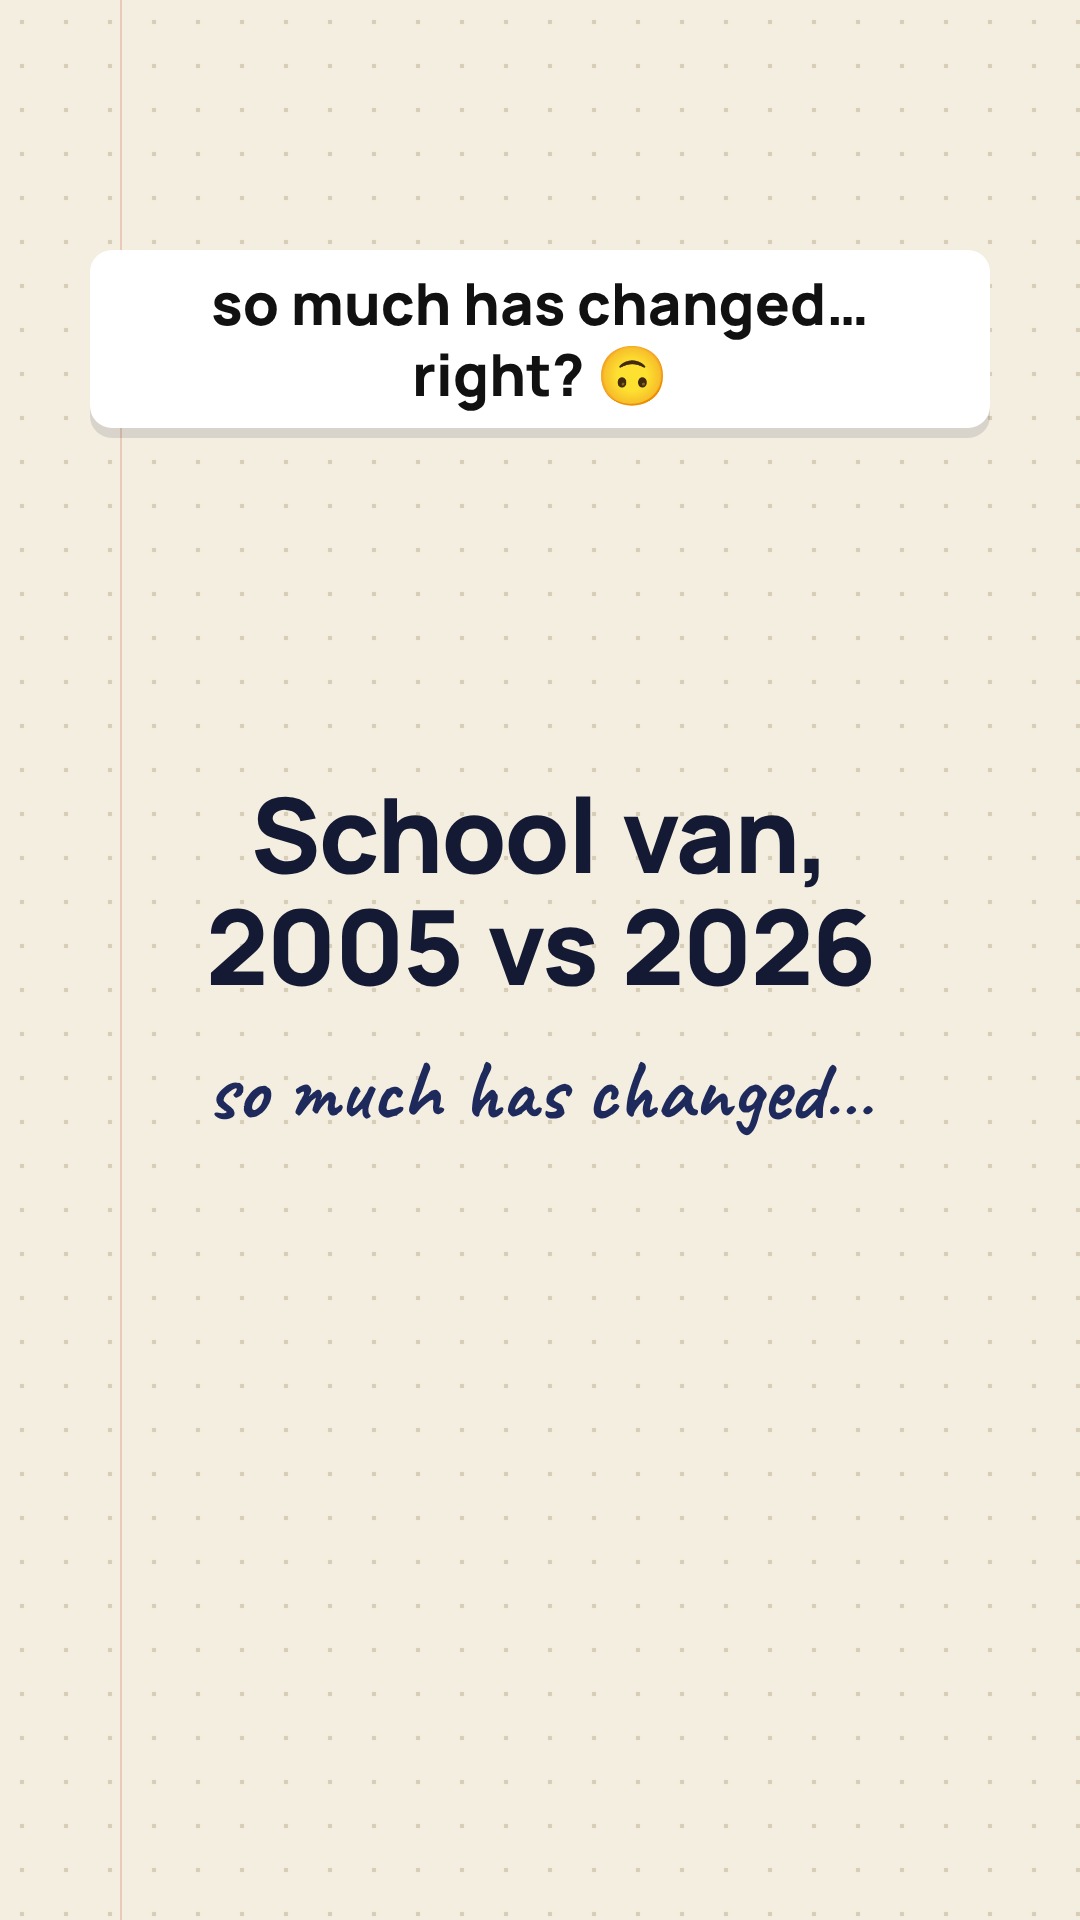 so much has changed…
right? 🙃
School van,
2005 vs 2026
so much has changed...